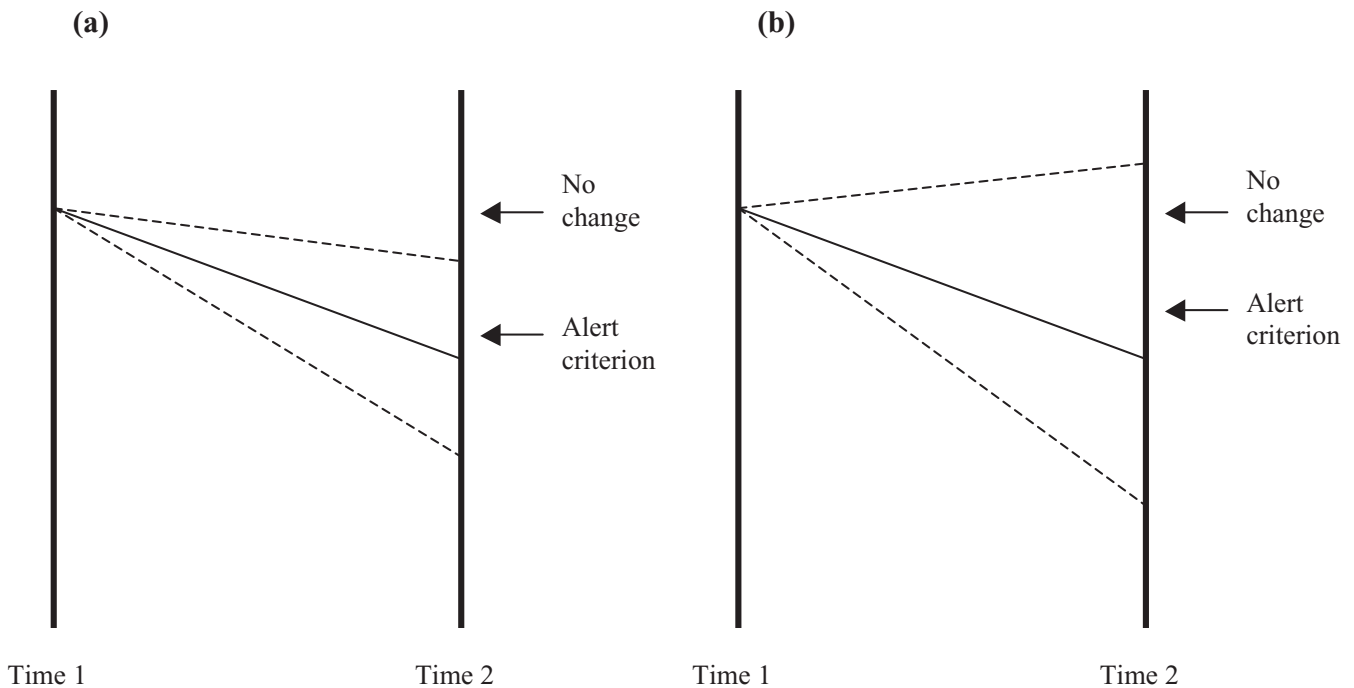 (a)
No
change
Alert
criterion
Time 1
Time 2
(b)
No
change
Alert
criterion
Time 1
Time 2